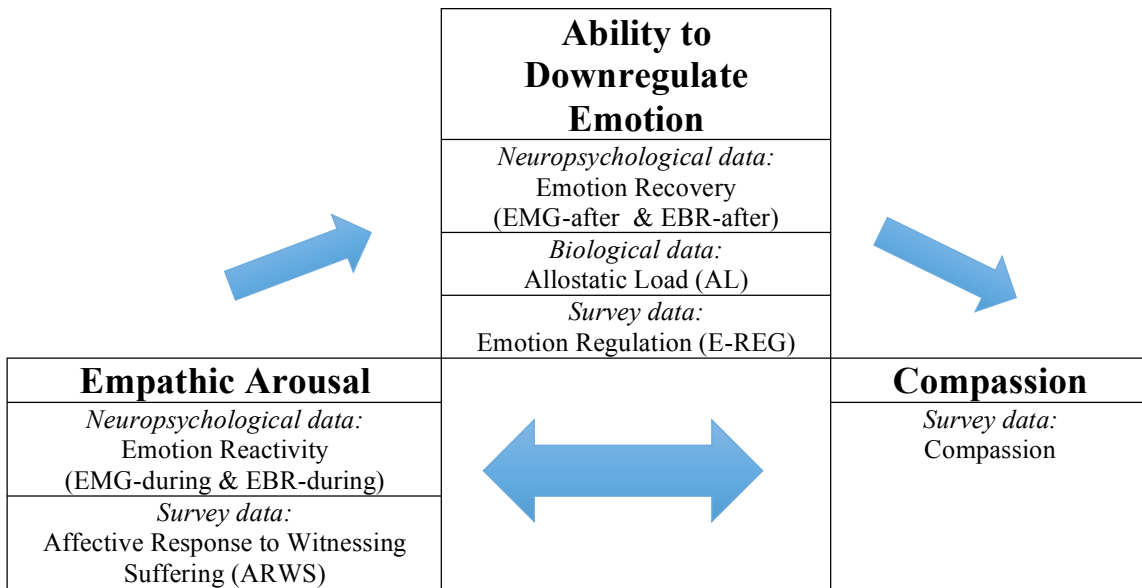 Ability to
Downregulate
Emotion
Neuropsychological data:
Emotion Recovery
(EMG-after & EBR-after)
Biological data:
Allostatic Load (AL)
Survey data:
Emotion Regulation (E-REG)
Empathic Arousal
Neuropsychological data:
Emotion Reactivity
(EMG-during & EBR-during)
Survey data:
Affective Response to Witnessing
Suffering (ARWS)
Compassion
Survey data:
Compassion